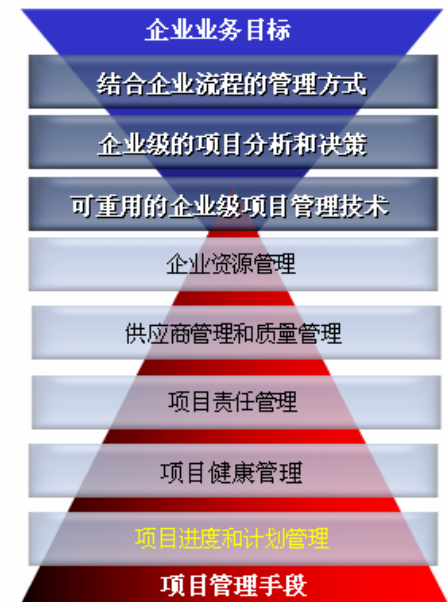 企业业务目标
结合企业流程的管理方式
企业级的项目分析和决策
可重用的企业级项目管理技术
企业资源管理
供应商管理和质量管理
项目责任管理
项目健康管理
项目进度和计划管理
项目管理手段